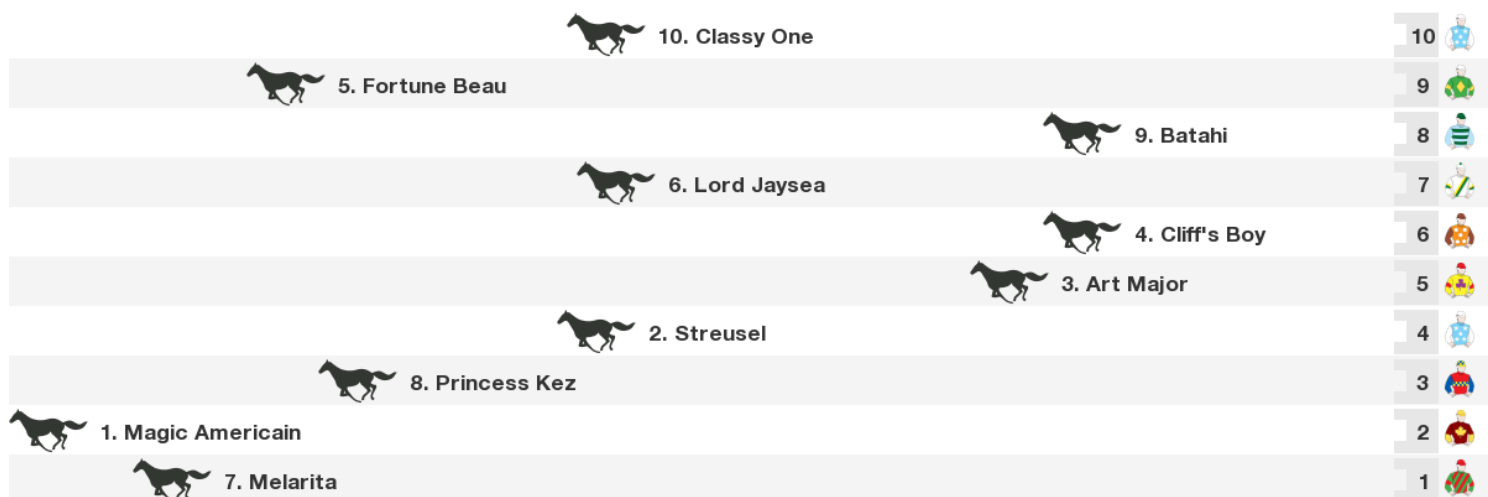 10. Classy One 10
5. Fortune Beau 9
9. Batahi 8
6. Lord Jaysea 7
4. Cliff's Boy 6
3. Art Major 5
2. Streusel 4
8. Princess Kez 3
1. Magic Americain 2
7. Melarita 1